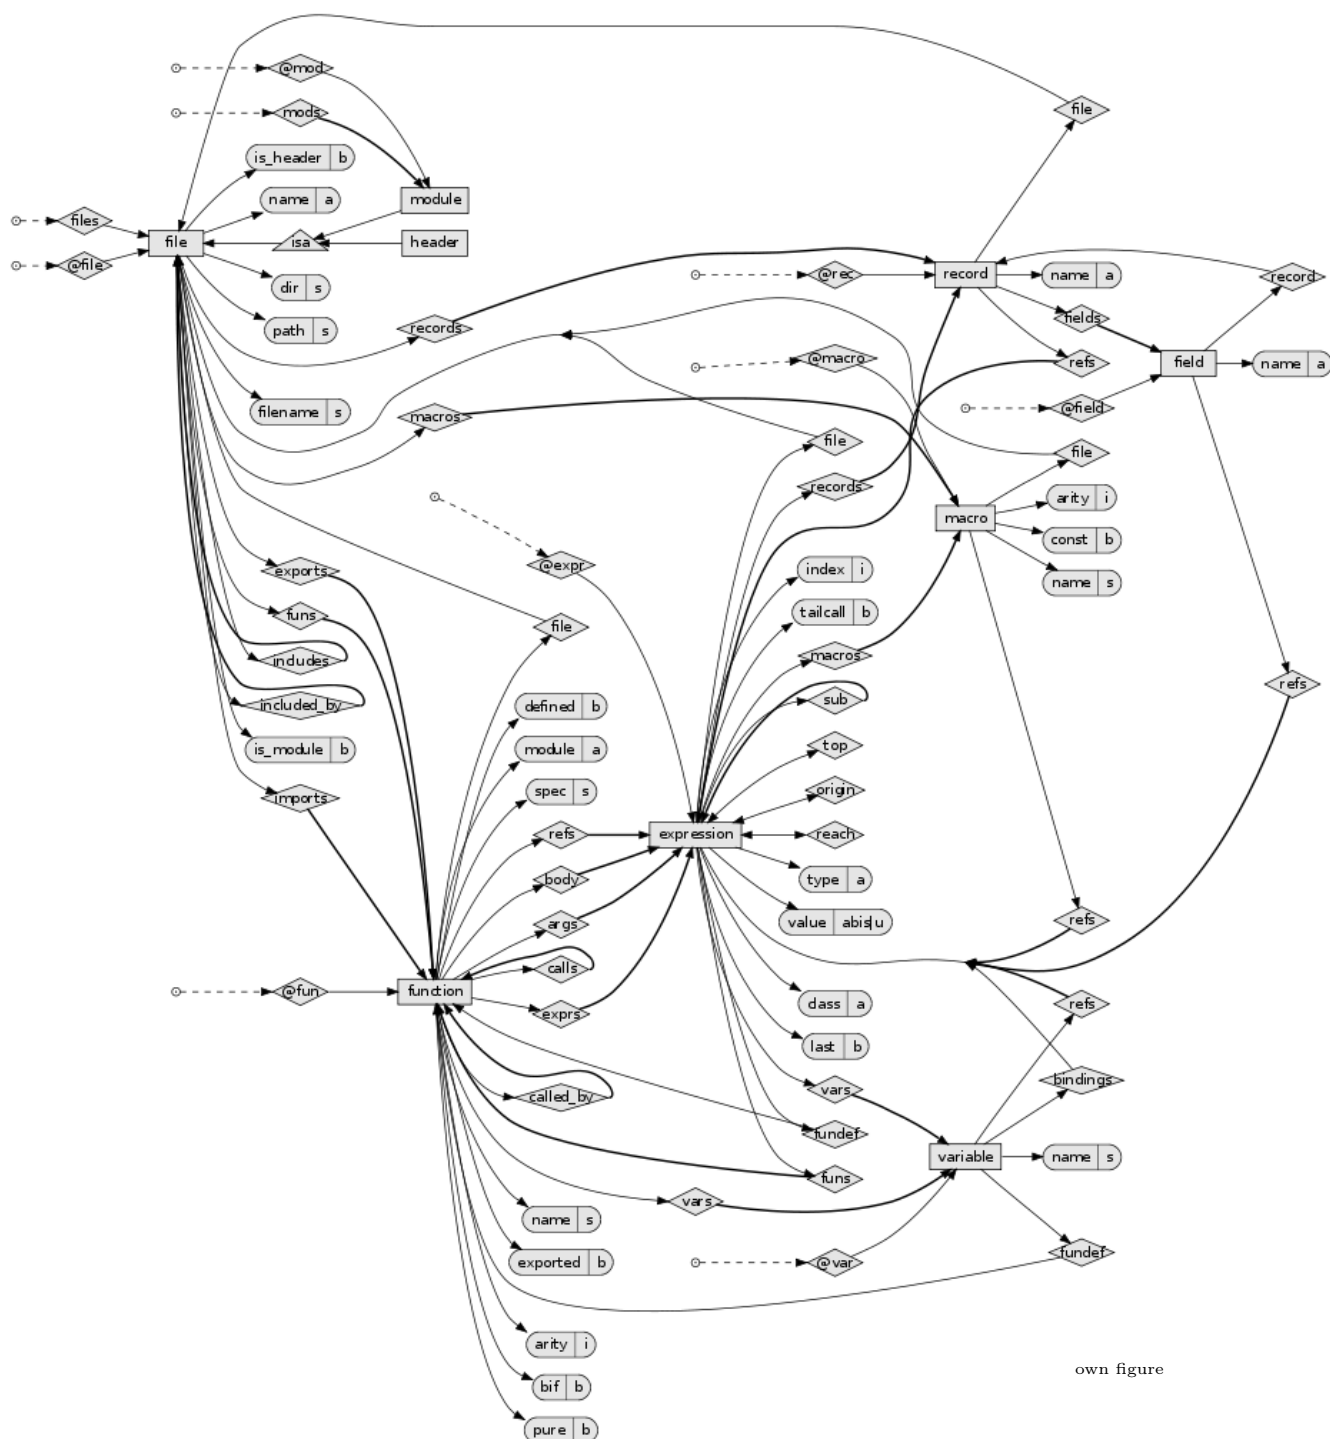 @mod
file
mods
is_header b
name a
module
files
file
isa
header
@file
dir s
path s
records
@rec
record
name a
record
fields
filename s
macros
@macro
refs
field
name a
@field
file
records
file
arity i
macro
const b
name s
@expr
index i
exports
funs
file
tailcall b
macros
includes
included_by
is_module b
imports
defined b
module a
spec s
sub
top
origin
refs
refs
expression
reach
body
type a
args
value abis|u
refs
calls
@fun
function
exprs
class a
refs
last b
called_by
vars
bindings
fundef
variable
name s
funs
vars
name s
exported b
@var
fundef
arity i
own figure
bif b
pure b